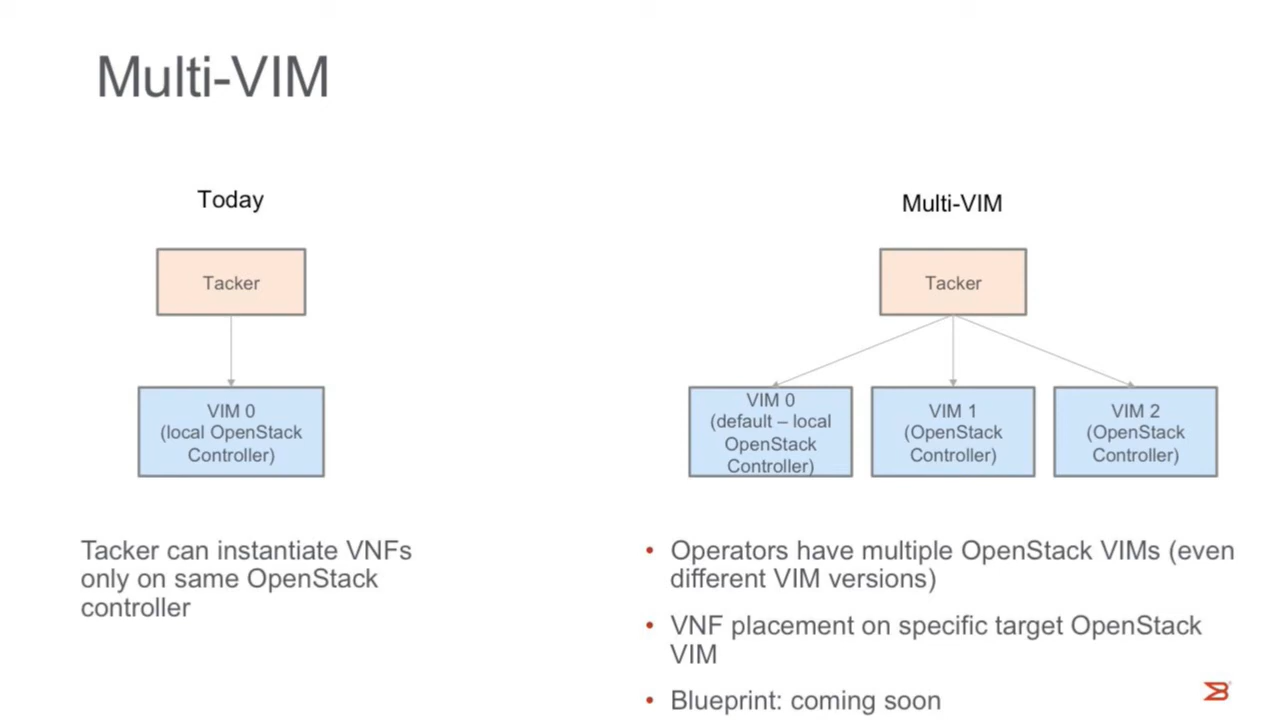 Multi-VIM
Today
Tacker
VIM 0
(local OpenStack
Controller)
Tacker can instantiate VNFs
only on same OpenStack
controller
Multi-VIM
Tacker
VIM 0
(default – local
OpenStack
Controller)
VIM 1
(OpenStack
Controller)
VIM 2
(OpenStack
Controller)
• Operators have multiple OpenStack VIMs (even
different VIM versions)
• VNF placement on specific target OpenStack
VIM
• Blueprint: coming soon